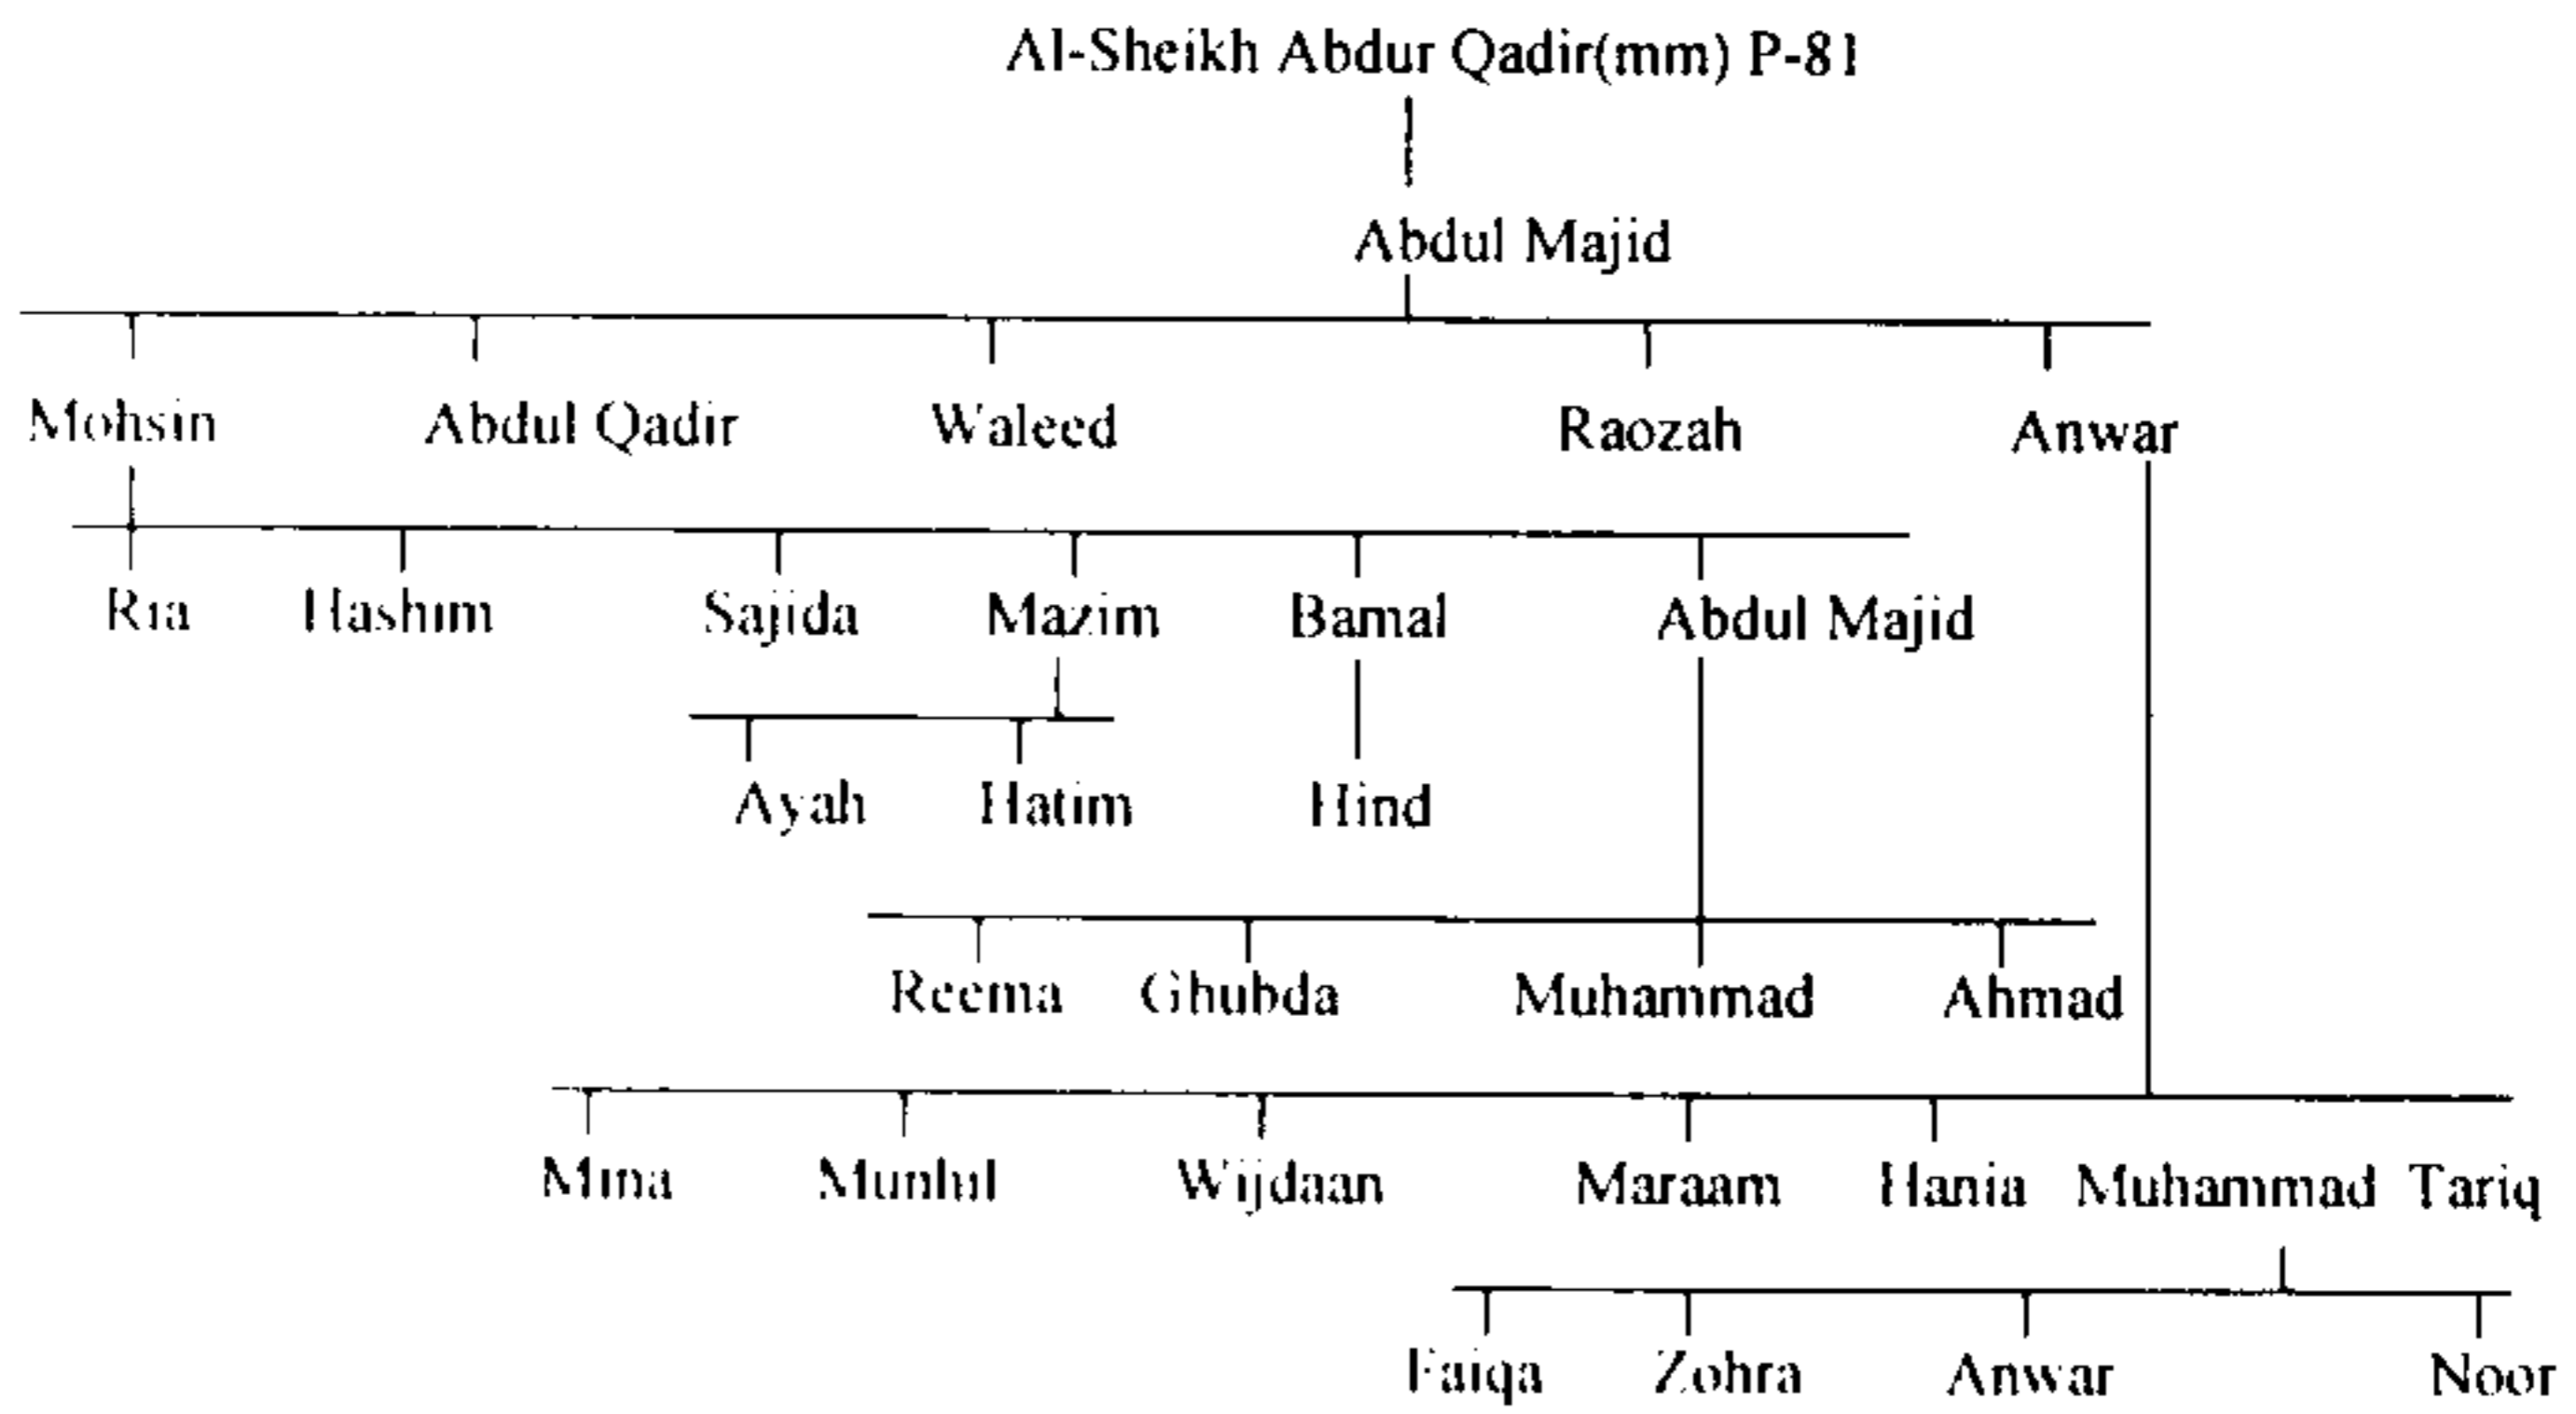 Al-Sheikh Abdur Qadir(mm) P-81
Abdul Majid
Mohsin Abdul Qadir Waleed Raozah Anwar
Ria Hashim Sajida Mazim Bamal Abdul Majid
Ayah Hatim Hind
Reema Ghubda Muhammad Ahmad
Mina Munhil Wijdaan Maraam Hania Muhammad Tariq
Faiqa Zohra Anwar Noor